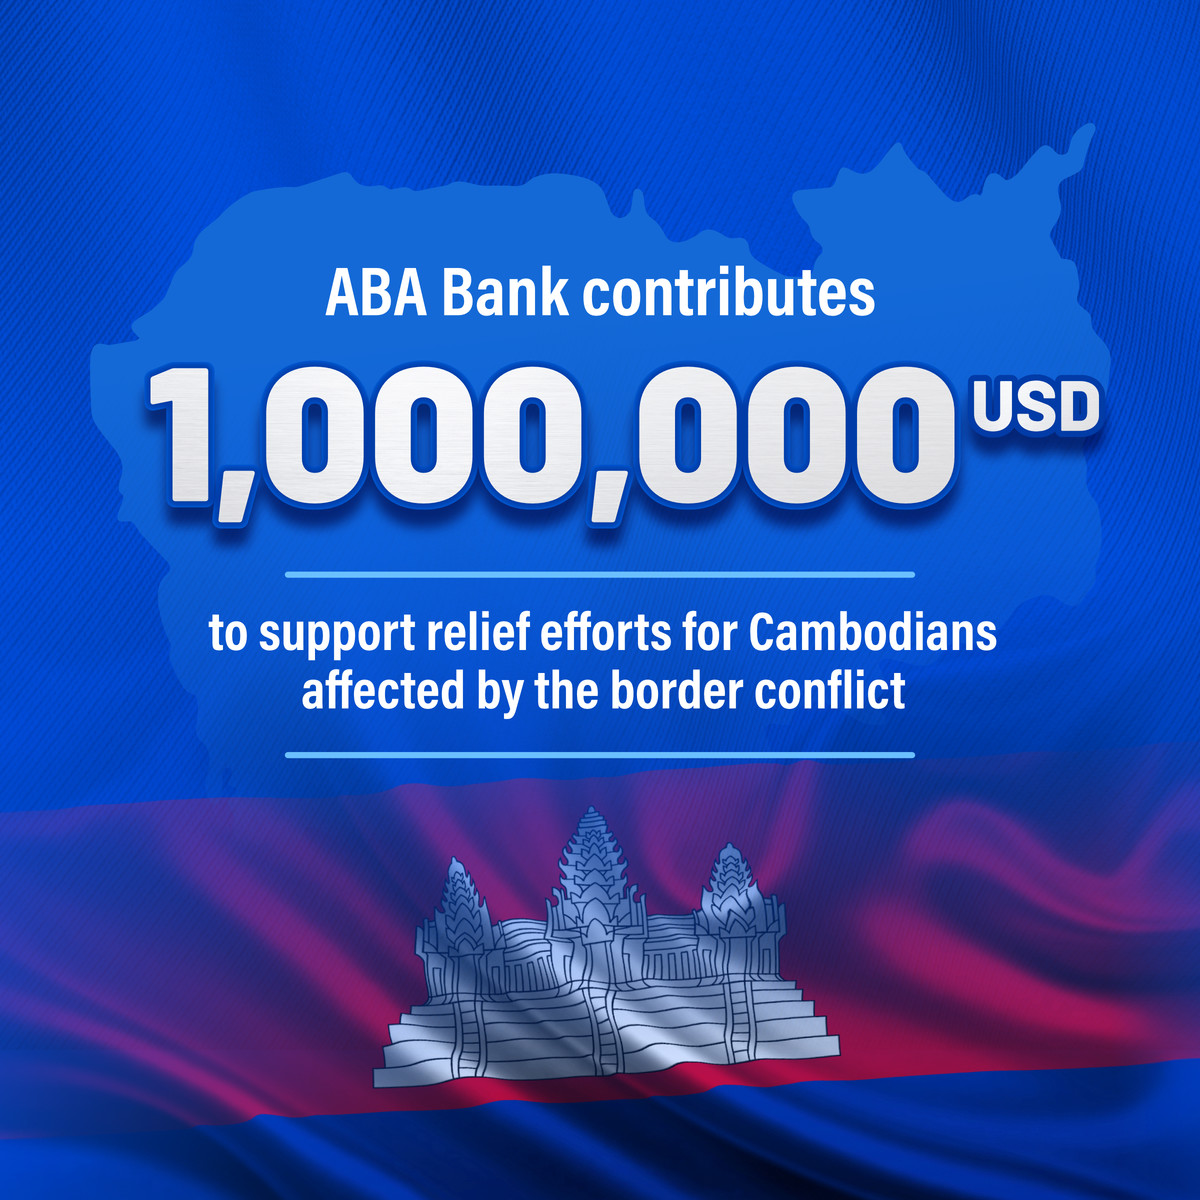 ABA Bank contributes
1,000,000 USD
to support relief efforts for Cambodians
affected by the border conflict